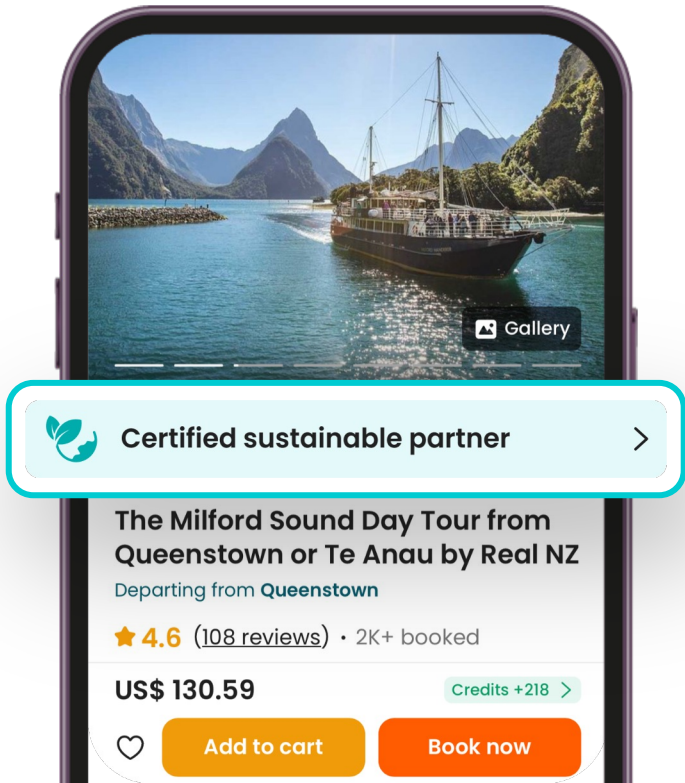 Gallery
Certified sustainable partner
The Milford Sound Day Tour from
Queenstown or Te Anau by Real NZ
Departing from Queenstown
4.6 (108 reviews) • 2K+ booked
US$ 130.59
Credits +218
Add to cart
Book now